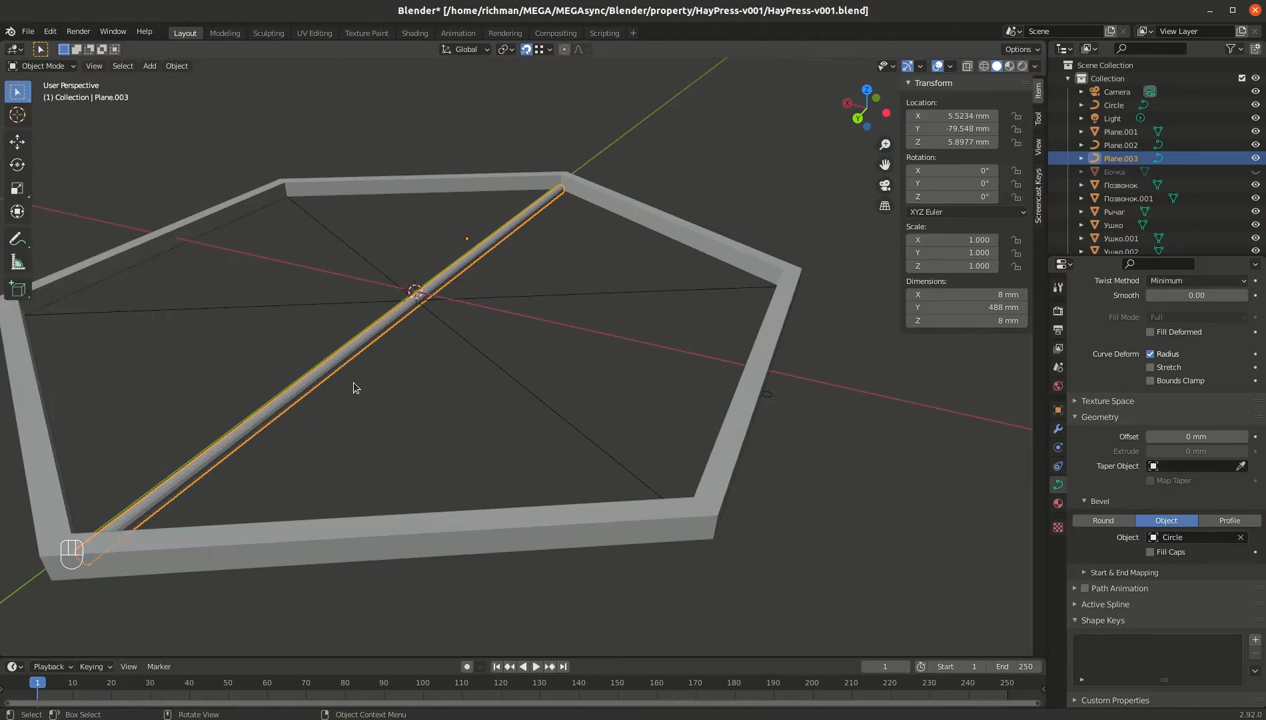 Blender* [/home/richman/MEGA/MEGAsync/Blender/property/HayPress-v001/HayPress-v001.blend]
File Edit Render Window Help Layout Modeling Sculpting UV Editing Texture Paint Shading Animation Rendering Compositing Scripting + Scene View Layer
Global Options
Object Mode View Select Add Object
User Perspective
(1) Collection | Plane.003
Z
X
Y
Transform
Location:
X 5.5234 mm
Y -79.548 mm
Z 5.8977 mm
Rotation:
X 0°
Y 0°
Z 0°
XYZ Euler
Scale:
X 1.000
Y 1.000
Z 1.000
Dimensions:
X 8 mm
Y 488 mm
Z 8 mm
Item
Tool
View
Screencast Keys
Scene Collection
Collection
Camera
Circle
Light
Plane.001
Plane.002
Plane.003
Бочка
Позвонок
Позвонок.001
Рычаг
Ушко
Ушко.001
Ушко.002
Twist Method Minimum
Smooth 0.00
Fill Mode Full
Fill Deformed
Curve Deform Radius
Stretch
Bounds Clamp
Texture Space
Geometry
Offset 0 mm
Extrude 0 mm
Taper Object
Map Taper
Bevel
Round Object Profile
Object Circle
Fill Caps
Start & End Mapping
Path Animation
Active Spline
Shape Keys
Custom Properties
Playback Keying View Marker 1 Start 1 End 250
1 10 20 30 40 50 60 70 80 90 100 110 120 130 140 150 160 170 180 190 200 210 220 230 240 250
Select Box Select Rotate View Object Context Menu 2.92.0